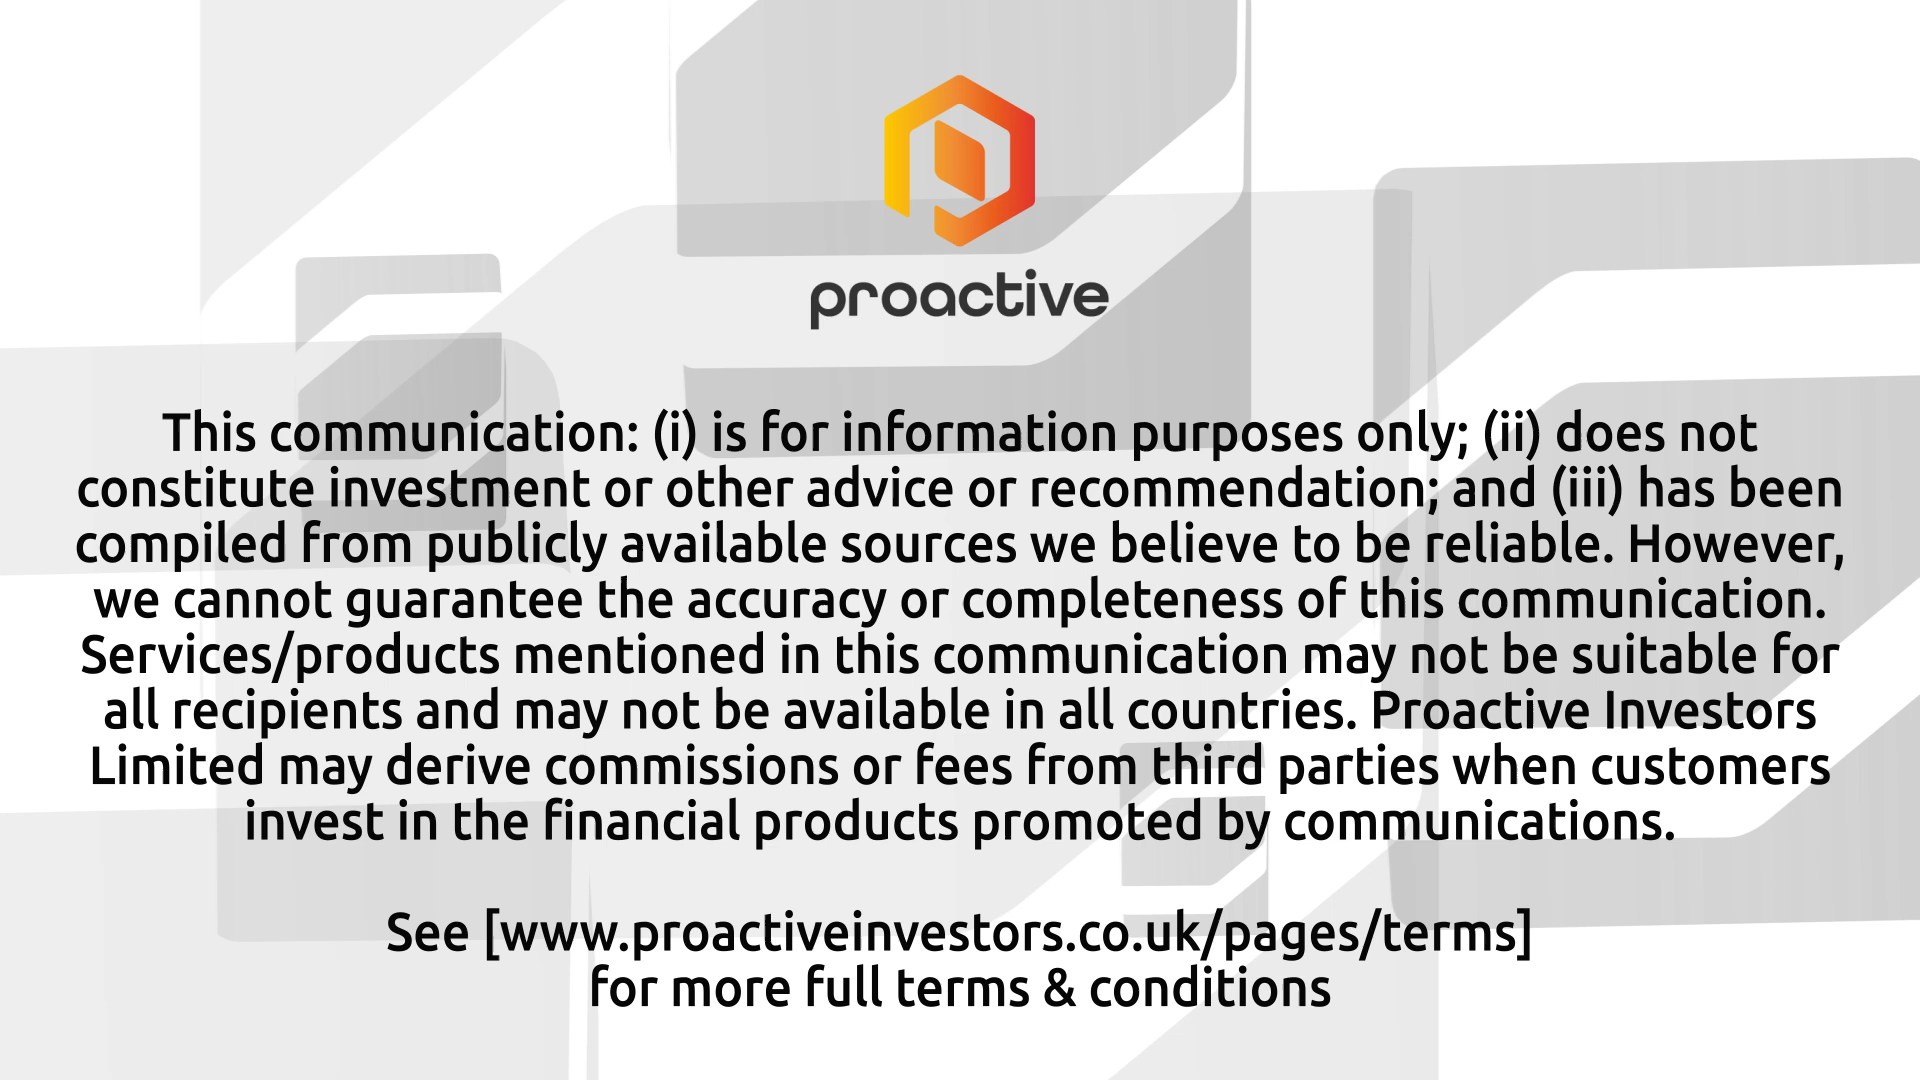 proactive
This communication: (i) is for information purposes only; (ii) does not
constitute investment or other advice or recommendation; and (iii) has been
compiled from publicly available sources we believe to be reliable. However,
we cannot guarantee the accuracy or completeness of this communication.
Services/products mentioned in this communication may not be suitable for
all recipients and may not be available in all countries. Proactive Investors
Limited may derive commissions or fees from third parties when customers
invest in the financial products promoted by communications.
See [www.proactiveinvestors.co.uk/pages/terms]
for more full terms & conditions